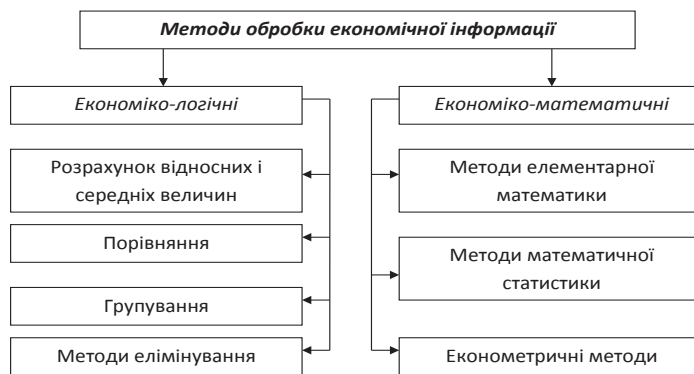 Методи обробки економічної інформації
Економіко-логічні
Розрахунок відносних і
середніх величин
Порівняння
Групування
Методи елімінування
Економіко-математичні
Методи елементарної
математики
Методи математичної
статистики
Економетричні методи